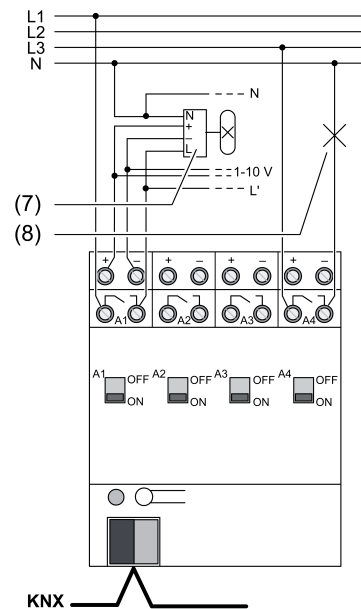 L1
L2
L3
N
N
N
+
–
L
1-10 V
L'
(7)
(8)
+ – + – + – + –
A1 A2 A3 A4
A1 OFF ON A2 OFF ON A3 OFF ON A4 OFF ON
KNX